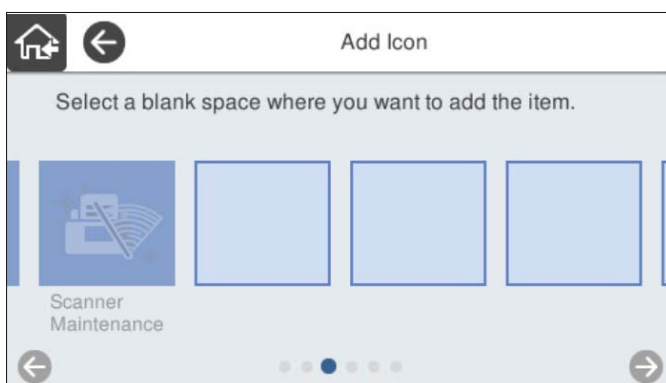 Add Icon
Select a blank space where you want to add the item.
Scanner
Maintenance